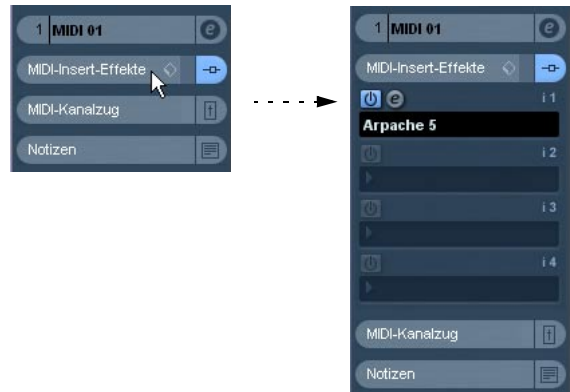 1 MIDI 01 e
MIDI-Insert-Effekte
MIDI-Kanalzug
Notizen
1 MIDI 01 e
MIDI-Insert-Effekte
e i 1
Arpache 5
i 2
i 3
i 4
MIDI-Kanalzug
Notizen